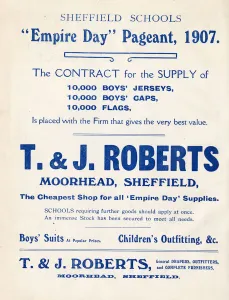 SHEFFIELD SCHOOLS
"Empire Day" Pageant, 1907.
The CONTRACT for the SUPPLY of
10,000 BOYS' JERSEYS,
10,000 BOYS' CAPS,
10,000 FLAGS,
Is placed with the Firm that gives the very best value.
T. & J. ROBERTS
MOORHEAD, SHEFFIELD,
The Cheapest Shop for all 'Empire Day' Supplies.
SCHOOLS requiring further goods should apply at once.
An immense Stock has been secured to meet all needs.
Boys' Suits At Popular Prices. Children's Outfitting, &c.
T. & J. ROBERTS, General DRAPERS, OUTFITTERS,
and COMPLETE FURNISHERS,
MOORHEAD, SHEFFIELD.